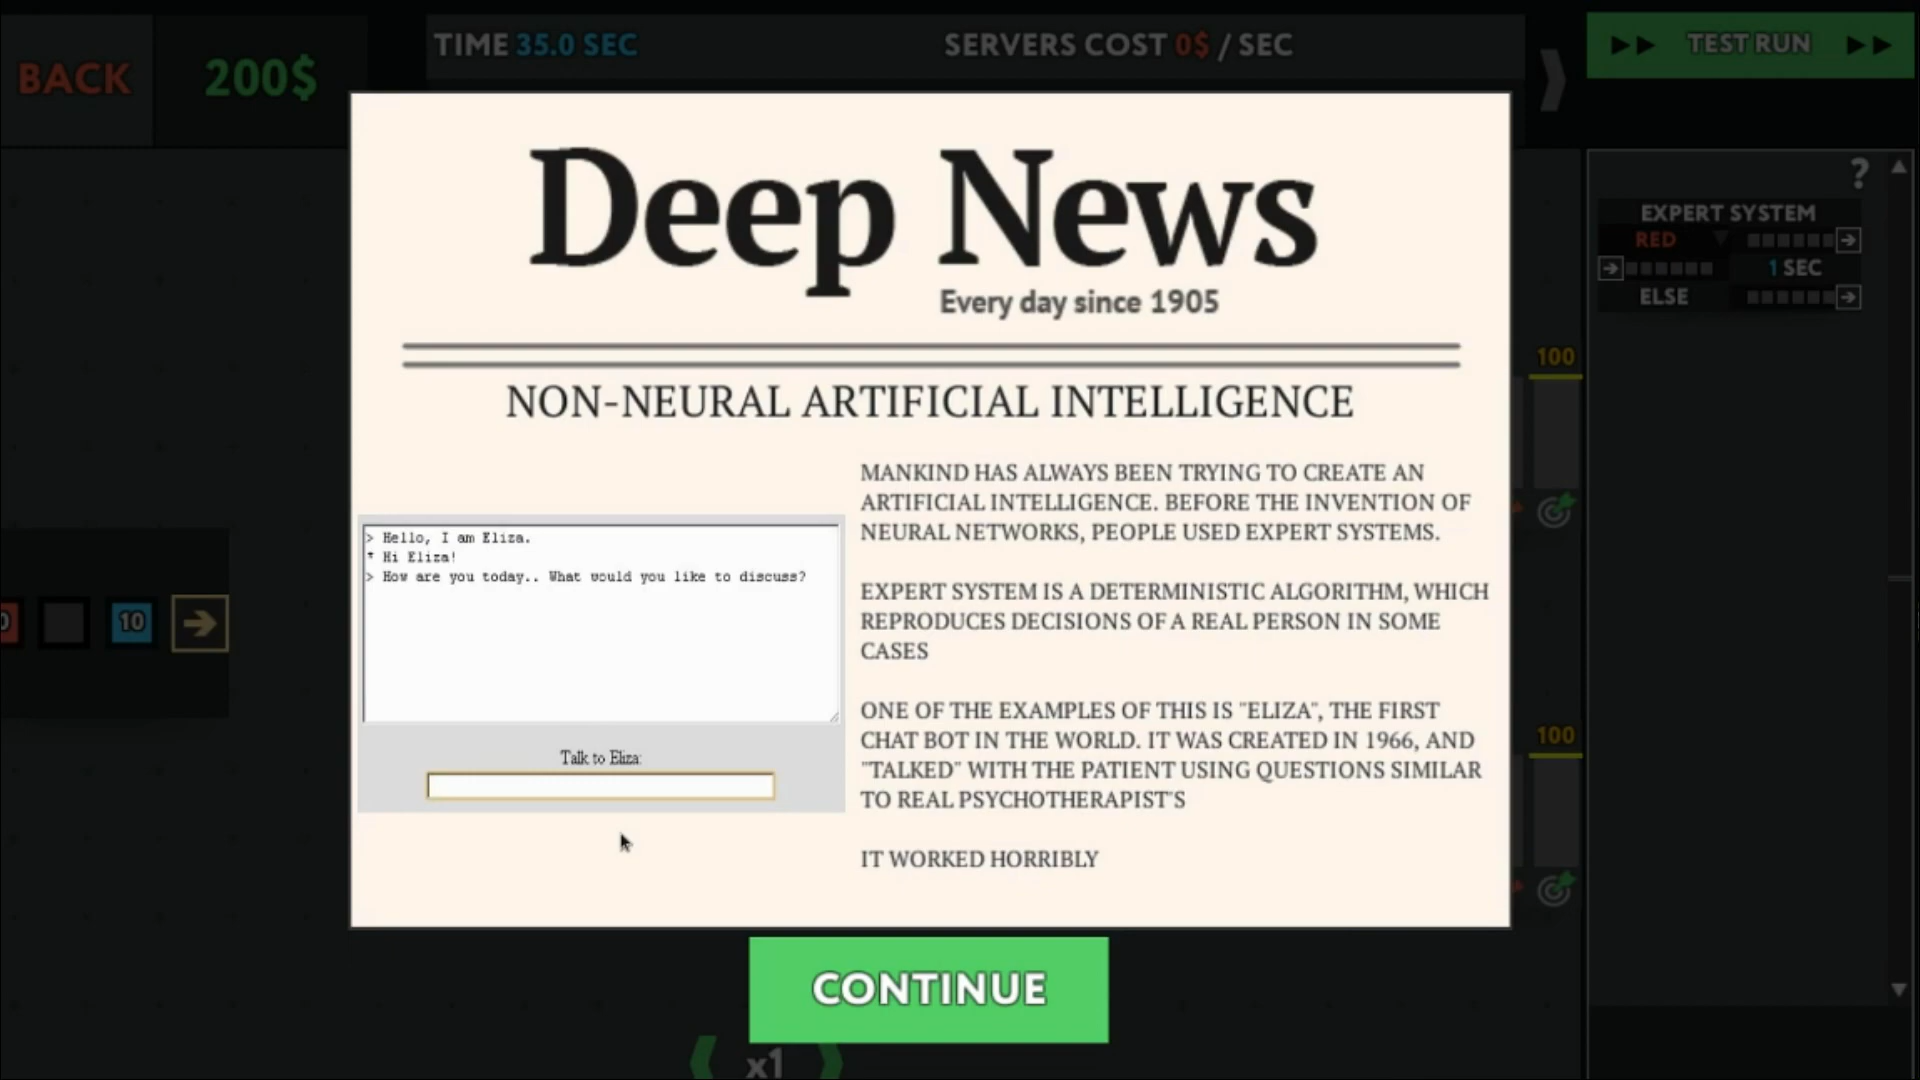 BACK
200$
TIME 35.0 SEC
SERVERS COST 0$ / SEC
TEST RUN
Deep News
Every day since 1905
NON-NEURAL ARTIFICIAL INTELLIGENCE
> Hello, I am Eliza.
* Hi Eliza!
> How are you today.. What would you like to discuss?
Talk to Eliza:
MANKIND HAS ALWAYS BEEN TRYING TO CREATE AN
ARTIFICIAL INTELLIGENCE. BEFORE THE INVENTION OF
NEURAL NETWORKS, PEOPLE USED EXPERT SYSTEMS.
EXPERT SYSTEM IS A DETERMINISTIC ALGORITHM, WHICH
REPRODUCES DECISIONS OF A REAL PERSON IN SOME
CASES
ONE OF THE EXAMPLES OF THIS IS "ELIZA", THE FIRST
CHAT BOT IN THE WORLD. IT WAS CREATED IN 1966, AND
"TALKED" WITH THE PATIENT USING QUESTIONS SIMILAR
TO REAL PSYCHOTHERAPIST'S
IT WORKED HORRIBLY
?
EXPERT SYSTEM
RED
1 SEC
ELSE
100
100
0
10
CONTINUE
x1